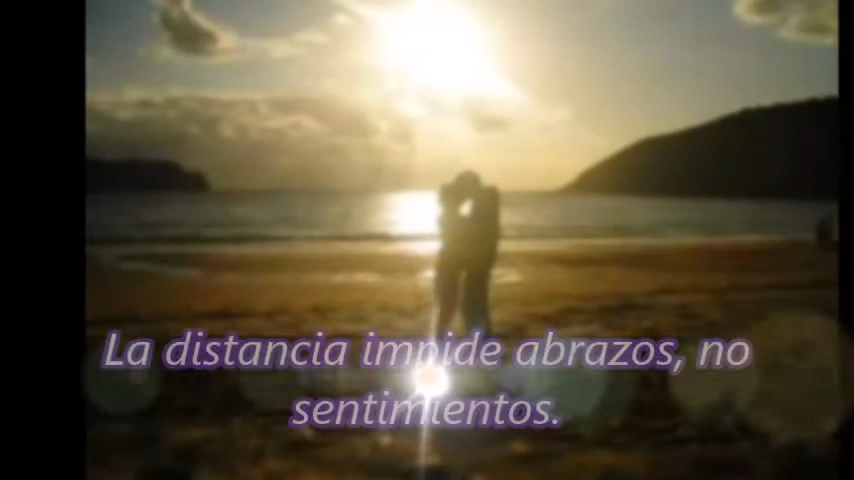 La distancia impide abrazos, no
sentimientos.